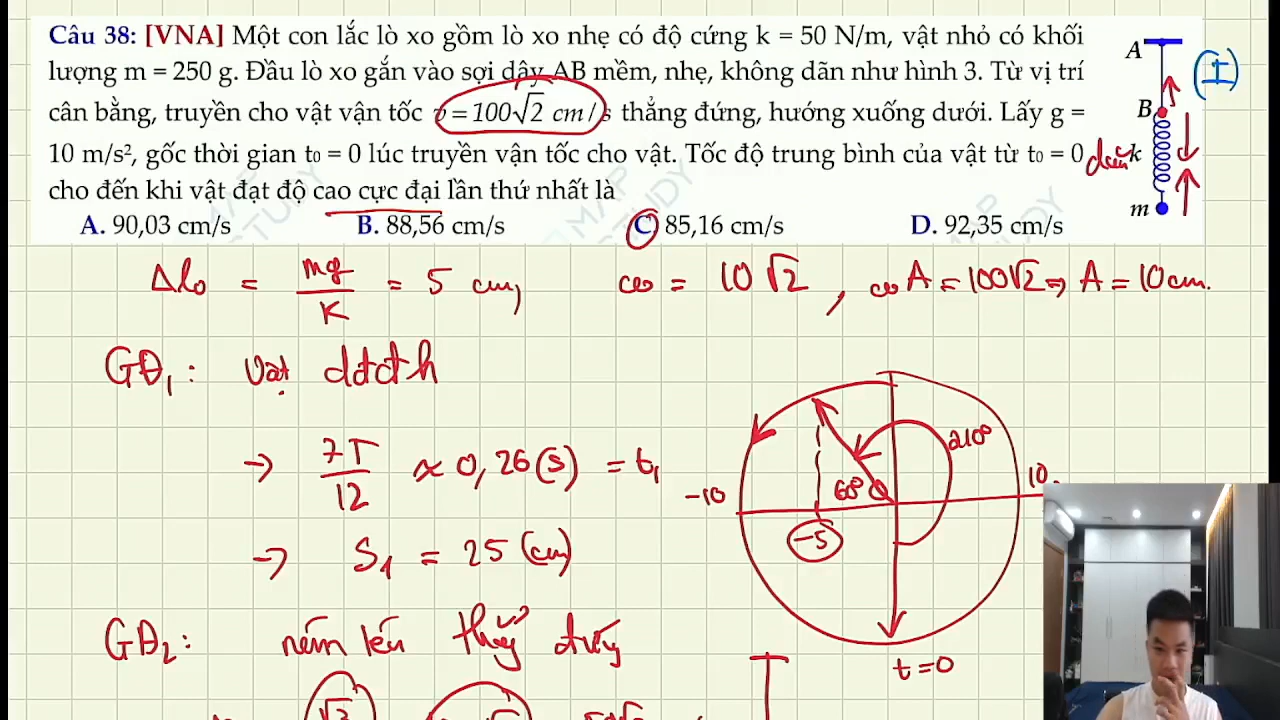 Câu 38: [VNA] Một con lắc lò xo gồm lò xo nhẹ có độ cứng k = 50 N/m, vật nhỏ có khối
lượng m = 250 g. Đầu lò xo gắn vào sợi dây AB mềm, nhẹ, không dãn như hình 3. Từ vị trí
cân bằng, truyền cho vật vận tốc v = 100√2 cm/s thẳng đứng, hướng xuống dưới. Lấy g =
10 m/s², gốc thời gian t₀ = 0 lúc truyền vận tốc cho vật. Tốc độ trung bình của vật từ t₀ = 0
cho đến khi vật đạt độ cao cực đại lần thứ nhất là
A. 90,03 cm/s B. 88,56 cm/s C. 85,16 cm/s D. 92,35 cm/s
A
(I)
B
dãn k
m
Δl₀ = mg/K = 5 cm, ω = 10√2, ωA = 100√2 ⇒ A = 10 cm.
GĐ₁: Vật dđđh
→ 7T/12 ≈ 0,26 (s) = t₁
→ S₁ = 25 (cm)
210°
60°
-10
10
-5
t = 0
GĐ₂: ném lên thẳng đứng